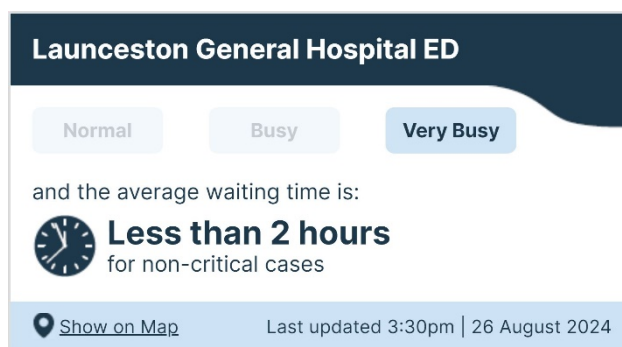 Launceston General Hospital ED
Normal Busy Very Busy
and the average waiting time is:
Less than 2 hours
for non-critical cases
Show on Map Last updated 3:30pm | 26 August 2024